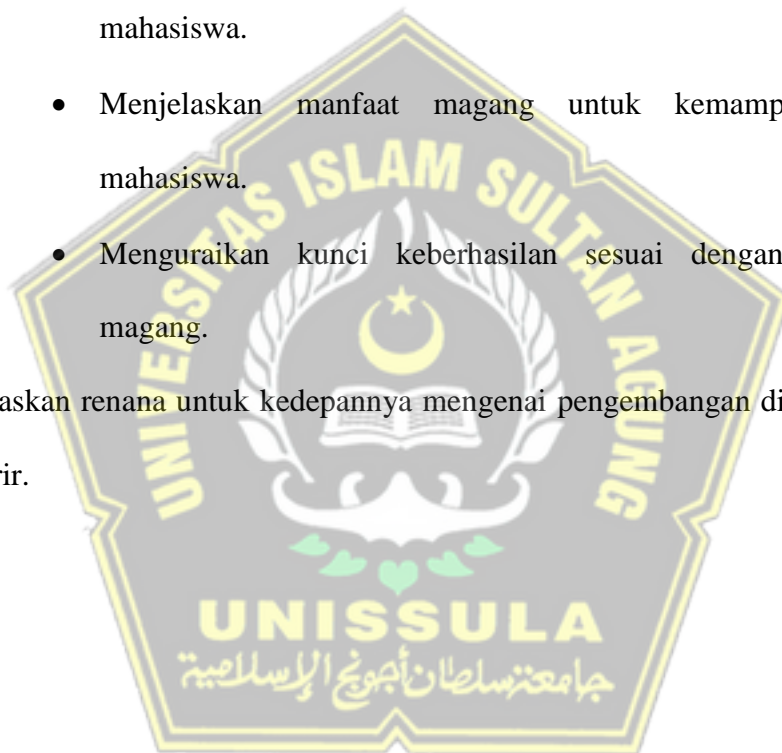 mahasiswa.
• Menjelaskan manfaat magang untuk kemamp
mahasiswa.
• Menguraikan kunci keberhasilan sesuai dengan
magang.
askan renana untuk kedepannya mengenai pengembangan di
rir.
UNIVERSITAS ISLAM SULTAN AGUNG
UNISSULA
جامعة سلطان أجونج الإسلامية